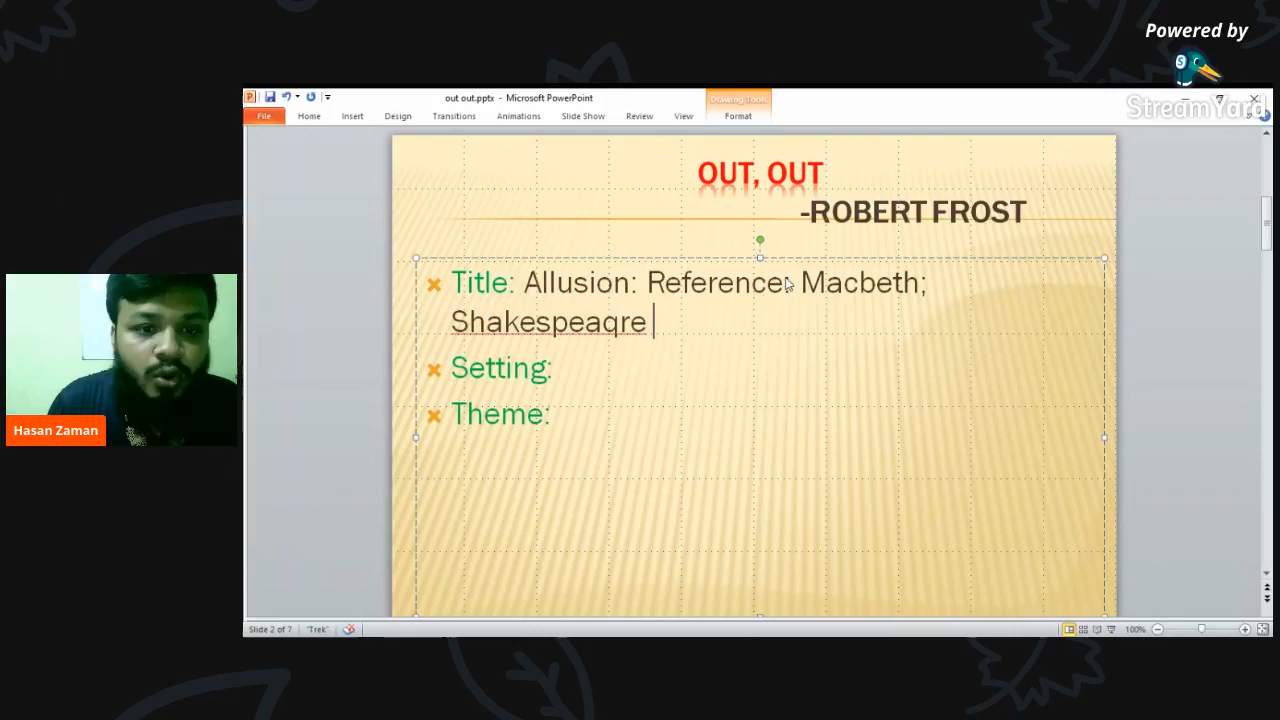 Powered by
StreamYard
out out.pptx - Microsoft PowerPoint
Drawing Tools
File Home Insert Design Transitions Animations Slide Show Review View Format
OUT, OUT
-ROBERT FROST
Title: Allusion: Reference: Macbeth;
Shakespeaqre
Setting:
Theme:
Hasan Zaman
Slide 2 of 7 "Trek" 100%